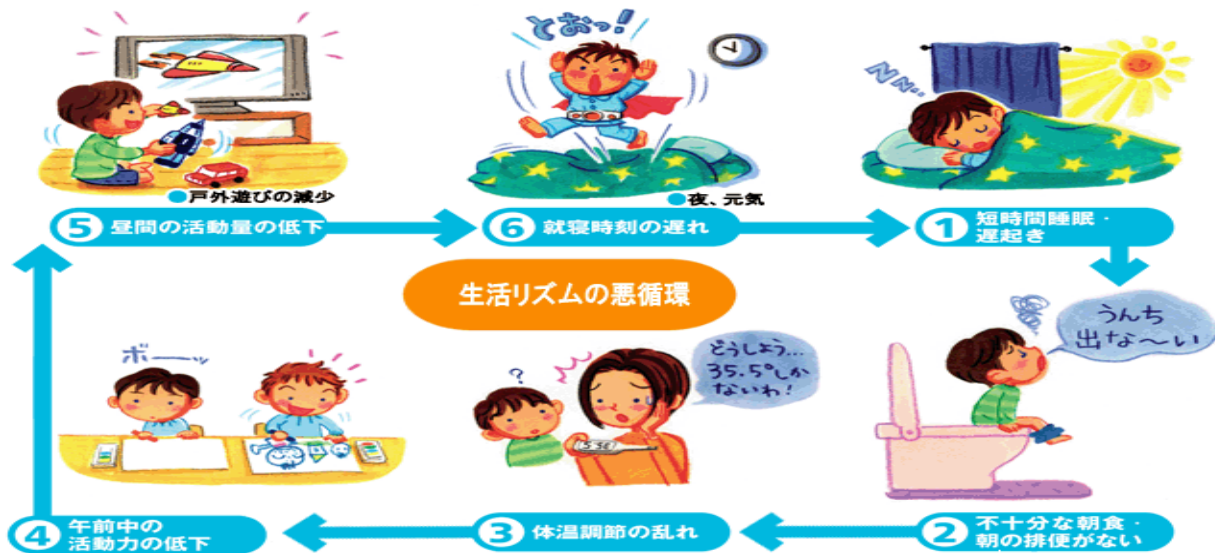 とおっ!
NN..
●戸外遊びの減少
●夜、元気
⑤ 昼間の活動量の低下
⑥ 就寝時刻の遅れ
① 短時間睡眠・
遅起き
生活リズムの悪循環
うんち
出な〜い
どうしよう…
35.5°しか
ないわ!
ボーッ
?
④ 午前中の
活動力の低下
③ 体温調節の乱れ
② 不十分な朝食・
朝の排便がない